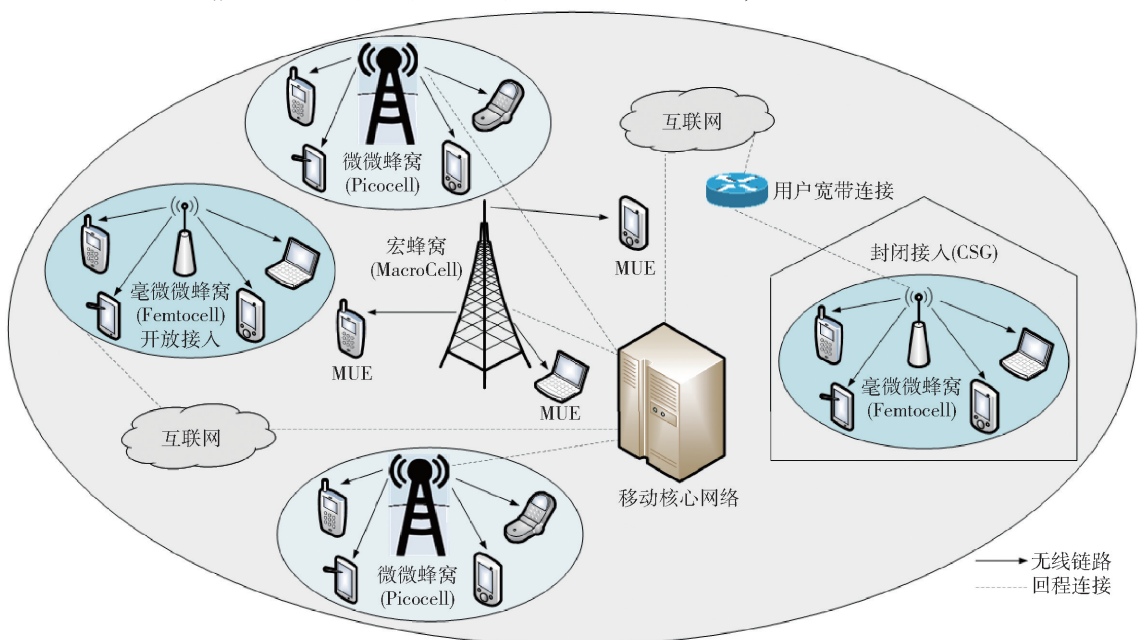 微微蜂窝
(Picocell)
互联网
用户宽带连接
毫微微蜂窝
(Femtocell)
开放接入
宏蜂窝
(MacroCell)
MUE
MUE
MUE
封闭接入(CSG)
毫微微蜂窝
(Femtocell)
互联网
移动核心网络
微微蜂窝
(Picocell)
无线链路
回程连接